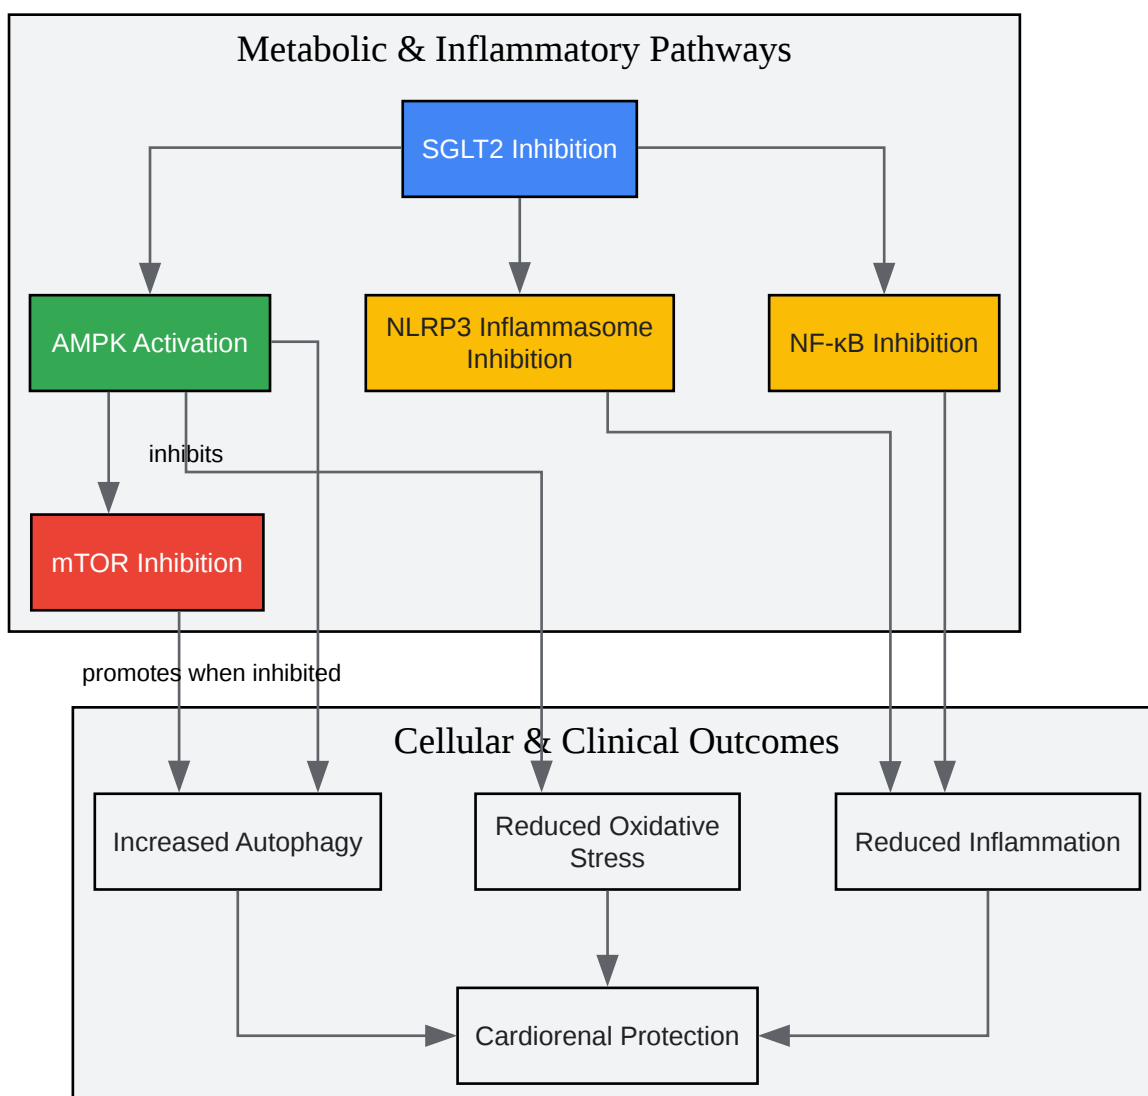 Metabolic & Inflammatory Pathways
SGLT2 Inhibition
AMPK Activation
NLRP3 Inflammasome
Inhibition
NF-κB Inhibition
inhibits
mTOR Inhibition
promotes when inhibited
Cellular & Clinical Outcomes
Increased Autophagy
Reduced Oxidative
Stress
Reduced Inflammation
Cardiorenal Protection